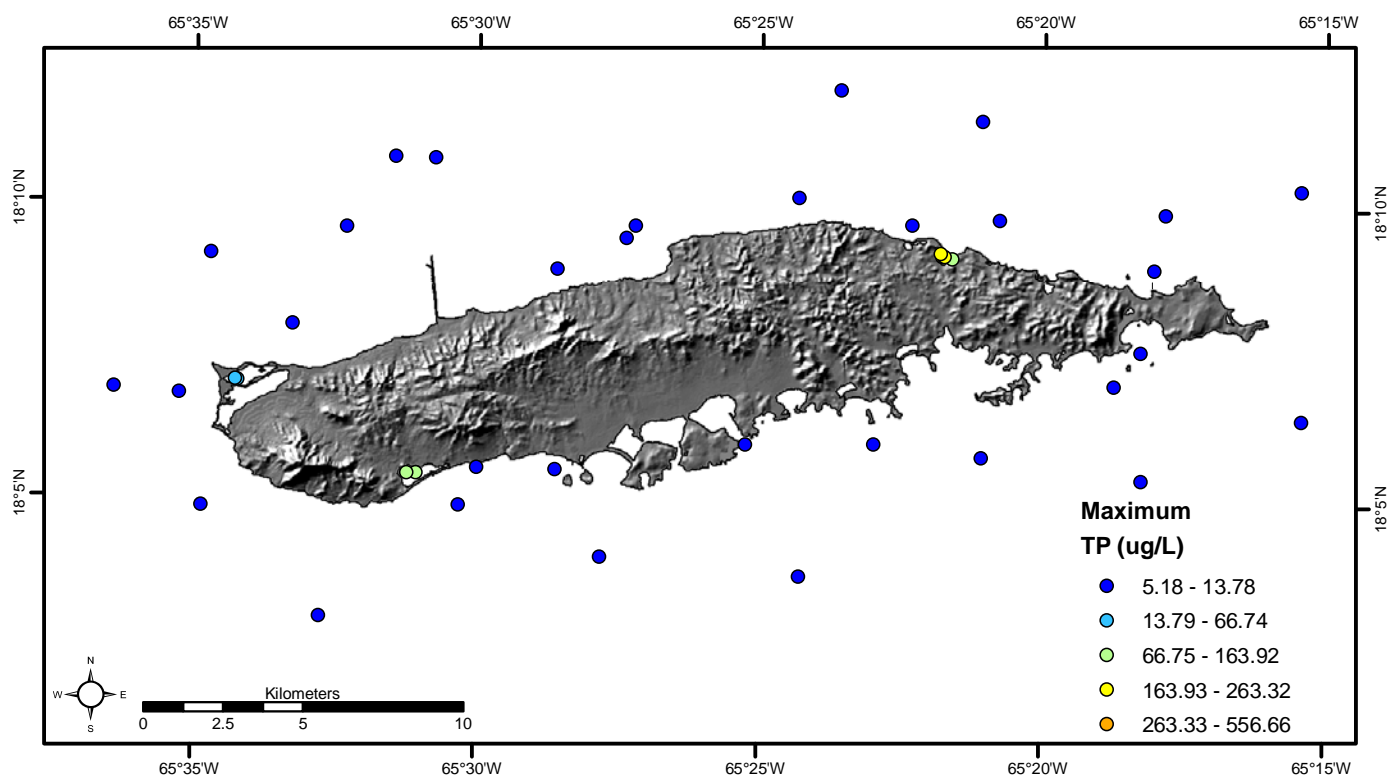 65°35'W 65°30'W 65°25'W 65°20'W 65°15'W
18°10'N 18°10'N
18°5'N 18°5'N
Maximum
TP (ug/L)
5.18 - 13.78
13.79 - 66.74
66.75 - 163.92
163.93 - 263.32
263.33 - 556.66
N
W E
S
Kilometers
0 2.5 5 10
65°35'W 65°30'W 65°25'W 65°20'W 65°15'W